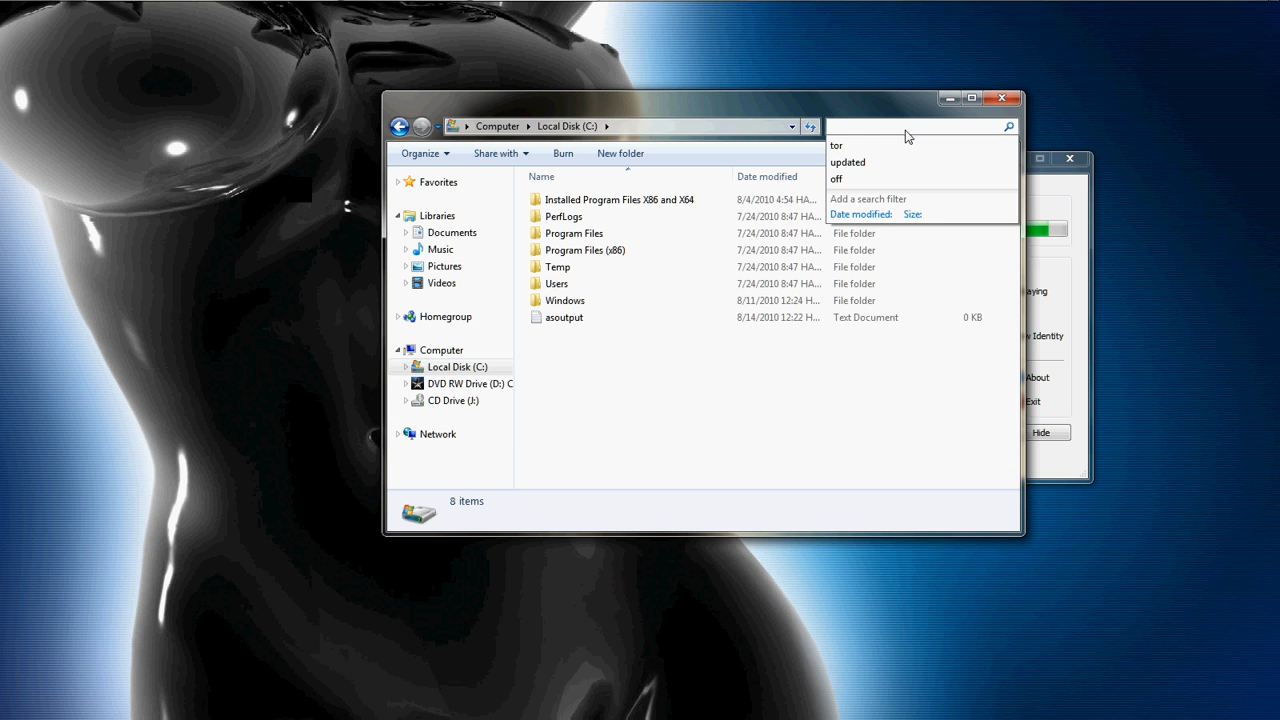 Computer Local Disk (C:)
Organize Share with Burn New folder
tor
updated
off
Add a search filter
Date modified: Size:
Favorites
Libraries
Documents
Music
Pictures
Videos
Homegroup
Computer
Local Disk (C:)
DVD RW Drive (D:) C
CD Drive (J:)
Network
Name Date modified
Installed Program Files X86 and X64 8/4/2010 4:54 HA...
PerfLogs 7/24/2010 8:47 HA...
Program Files 7/24/2010 8:47 HA... File folder
Program Files (x86) 7/24/2010 8:47 HA... File folder
Temp 7/24/2010 8:47 HA... File folder
Users 7/24/2010 8:47 HA... File folder
Windows 8/11/2010 12:24 H... File folder
asoutput 8/14/2010 12:22 H... Text Document 0 KB
8 items
aying
w Identity
About
Exit
Hide